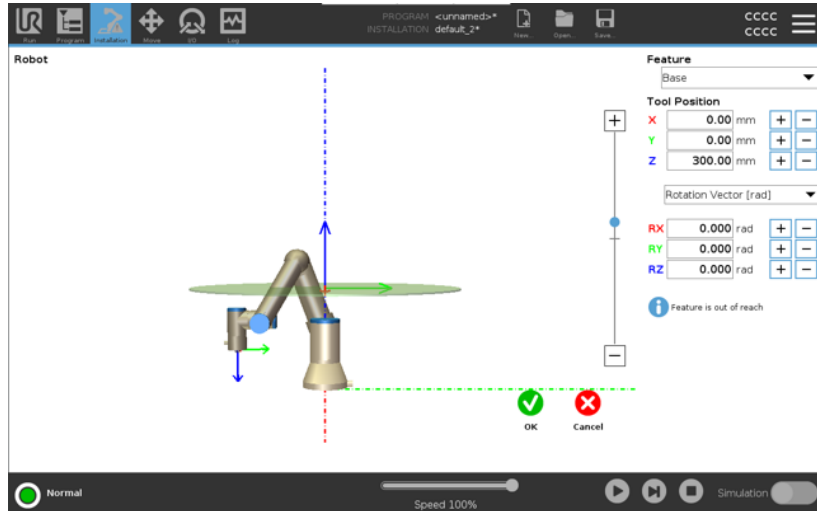 PROGRAM <unnamed>*
INSTALLATION default_2*
cccc
cccc
UR
Run
Program
Installation
Move
I/O
Log
New...
Open...
Save...
Robot
Feature
Base
Tool Position
X 0.00 mm + −
Y 0.00 mm + −
Z 300.00 mm + −
Rotation Vector [rad]
RX 0.000 rad + −
RY 0.000 rad + −
RZ 0.000 rad + −
i Feature is out of reach
+
−
OK
Cancel
Normal
Speed 100%
Simulation